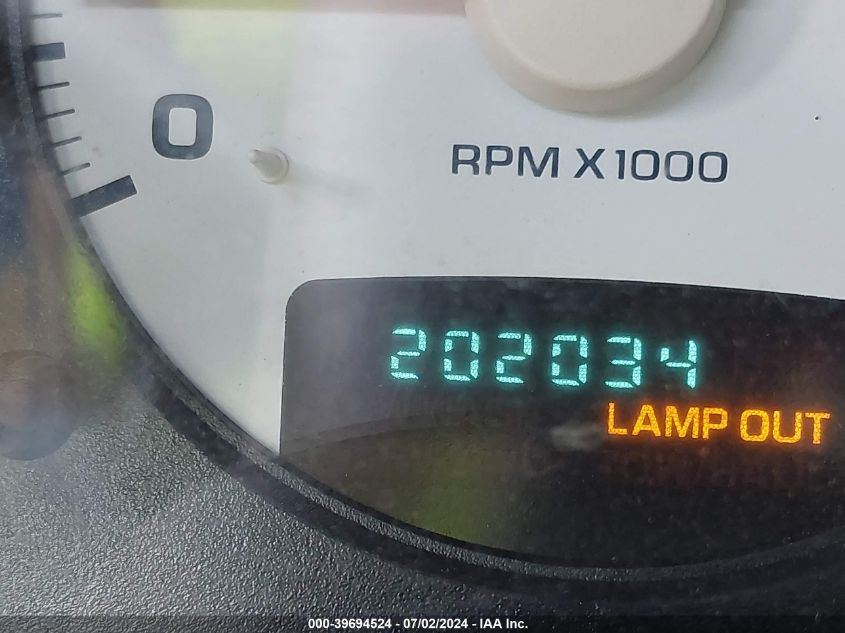 0
RPM X1000
202034
LAMP OUT
000-39694524 - 07/02/2024 - IAA Inc.